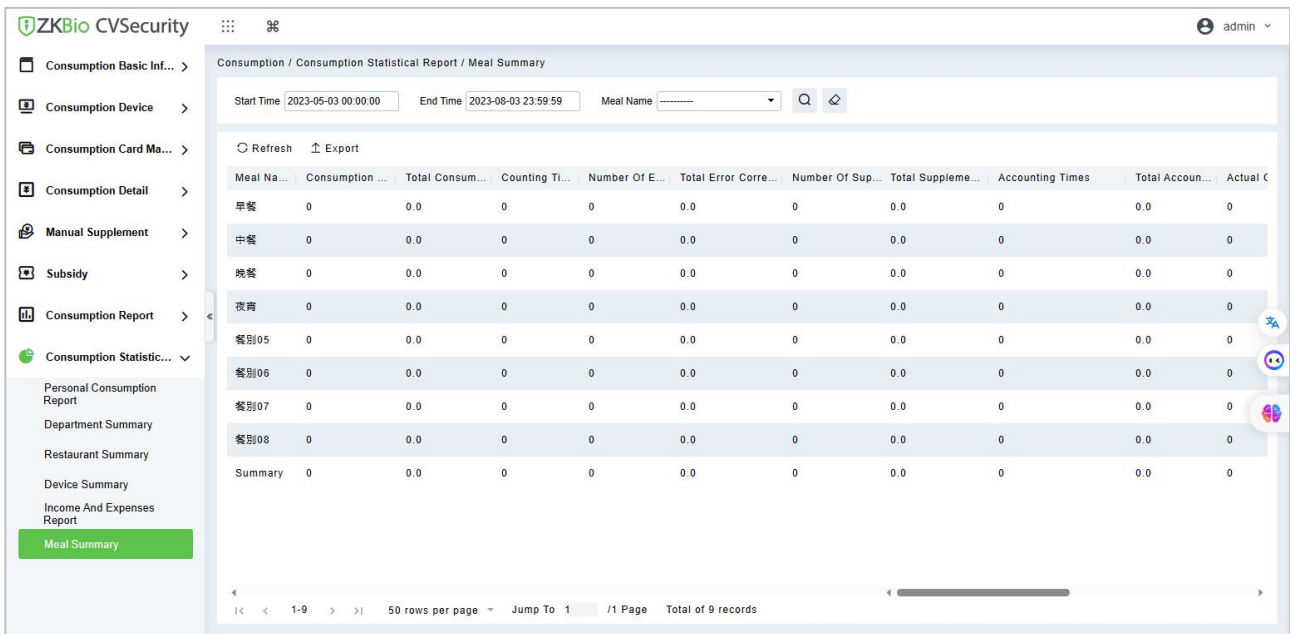 ZKBio CVSecurity
admin
Consumption Basic Inf...
Consumption Device
Consumption Card Ma...
Consumption Detail
Manual Supplement
Subsidy
Consumption Report
Consumption Statistic...
Personal Consumption
Report
Department Summary
Restaurant Summary
Device Summary
Income And Expenses
Report
Meal Summary
Consumption / Consumption Statistical Report / Meal Summary
Start Time 2023-05-03 00:00:00 End Time 2023-08-03 23:59:59 Meal Name ----------
Refresh Export
Meal Na... Consumption ... Total Consum... Counting Ti... Number Of E... Total Error Corre... Number Of Sup... Total Suppleme... Accounting Times Total Accoun... Actual C
早餐 0 0.0 0 0 0.0 0 0.0 0 0.0 0
中餐 0 0.0 0 0 0.0 0 0.0 0 0.0 0
晚餐 0 0.0 0 0 0.0 0 0.0 0 0.0 0
夜宵 0 0.0 0 0 0.0 0 0.0 0 0.0 0
餐别05 0 0.0 0 0 0.0 0 0.0 0 0.0 0
餐别06 0 0.0 0 0 0.0 0 0.0 0 0.0 0
餐别07 0 0.0 0 0 0.0 0 0.0 0 0.0 0
餐别08 0 0.0 0 0 0.0 0 0.0 0 0.0 0
Summary 0 0.0 0 0 0.0 0 0.0 0 0.0 0
1-9 50 rows per page Jump To 1 /1 Page Total of 9 records